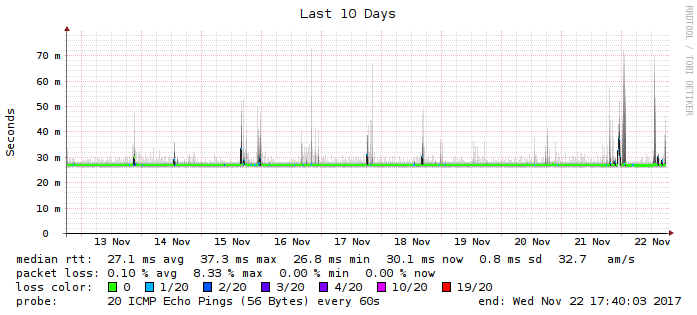 Last 10 Days
RRDTOOL / TOBI OETIKER
Seconds
70 m
60 m
50 m
40 m
30 m
20 m
10 m
0
13 Nov 14 Nov 15 Nov 16 Nov 17 Nov 18 Nov 19 Nov 20 Nov 21 Nov 22 Nov
median rtt: 27.1 ms avg 37.3 ms max 26.8 ms min 30.1 ms now 0.8 ms sd 32.7 am/s
packet loss: 0.10 % avg 8.33 % max 0.00 % min 0.00 % now
loss color: 0 1/20 2/20 3/20 4/20 10/20 19/20
probe: 20 ICMP Echo Pings (56 Bytes) every 60s end: Wed Nov 22 17:40:03 2017